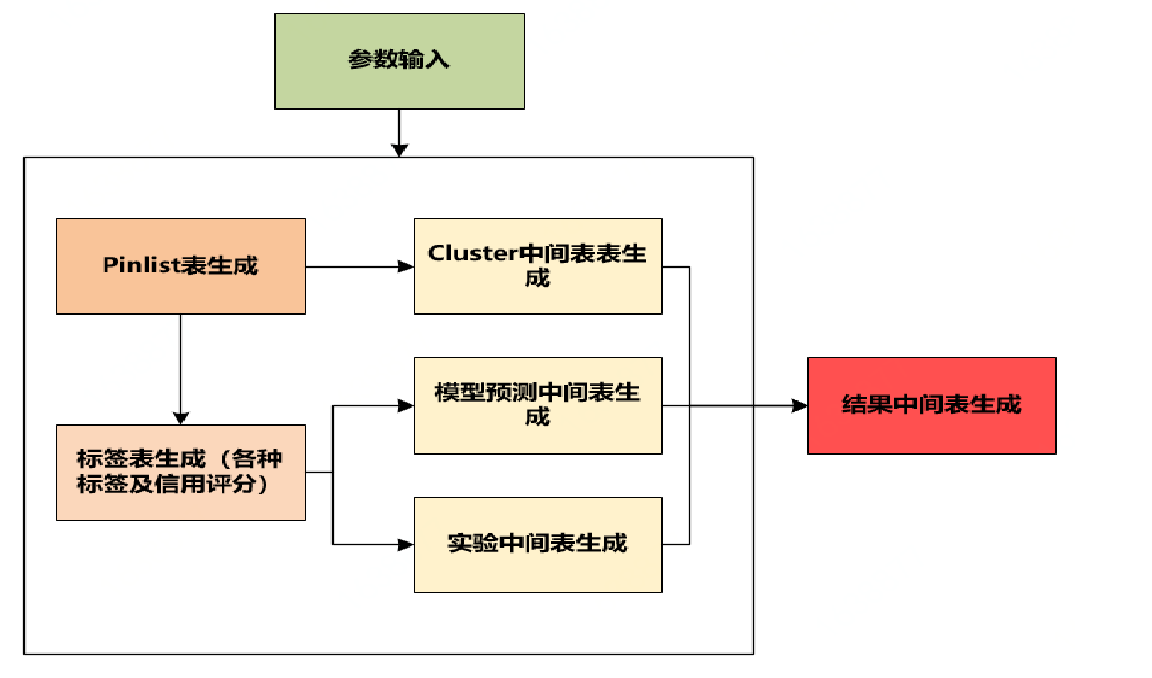 参数输入
Pinlist表生成
Cluster中间表表生
成
模型预测中间表生
成
标签表生成（各种
标签及信用评分）
实验中间表生成
结果中间表生成